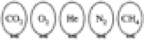 CO₂ O₂ He N₂ CH₄